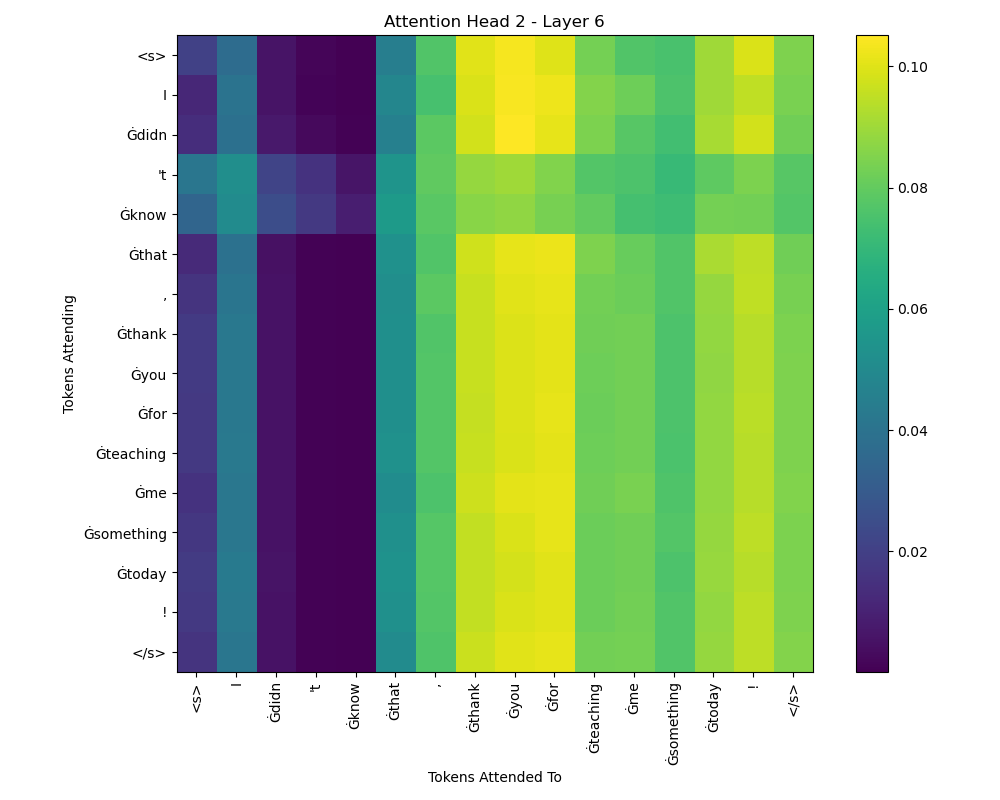 Attention Head 2 - Layer 6
Tokens Attending
<s>
I
Ġdidn
't
Ġknow
Ġthat
,
Ġthank
Ġyou
Ġfor
Ġteaching
Ġme
Ġsomething
Ġtoday
!
</s>
<s>
I
Ġdidn
't
Ġknow
Ġthat
,
Ġthank
Ġyou
Ġfor
Ġteaching
Ġme
Ġsomething
Ġtoday
!
</s>
Tokens Attended To
0.10
0.08
0.06
0.04
0.02